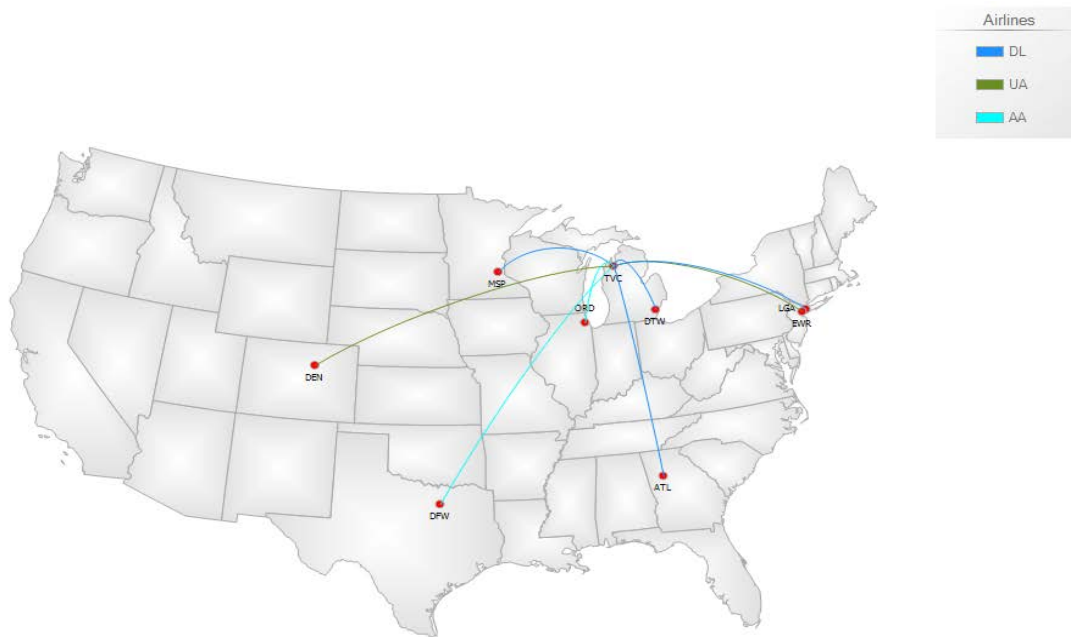 Airlines
DL
UA
AA
MSP
TVC
ORD
DTW
LGA
EWR
DEN
ATL
DFW